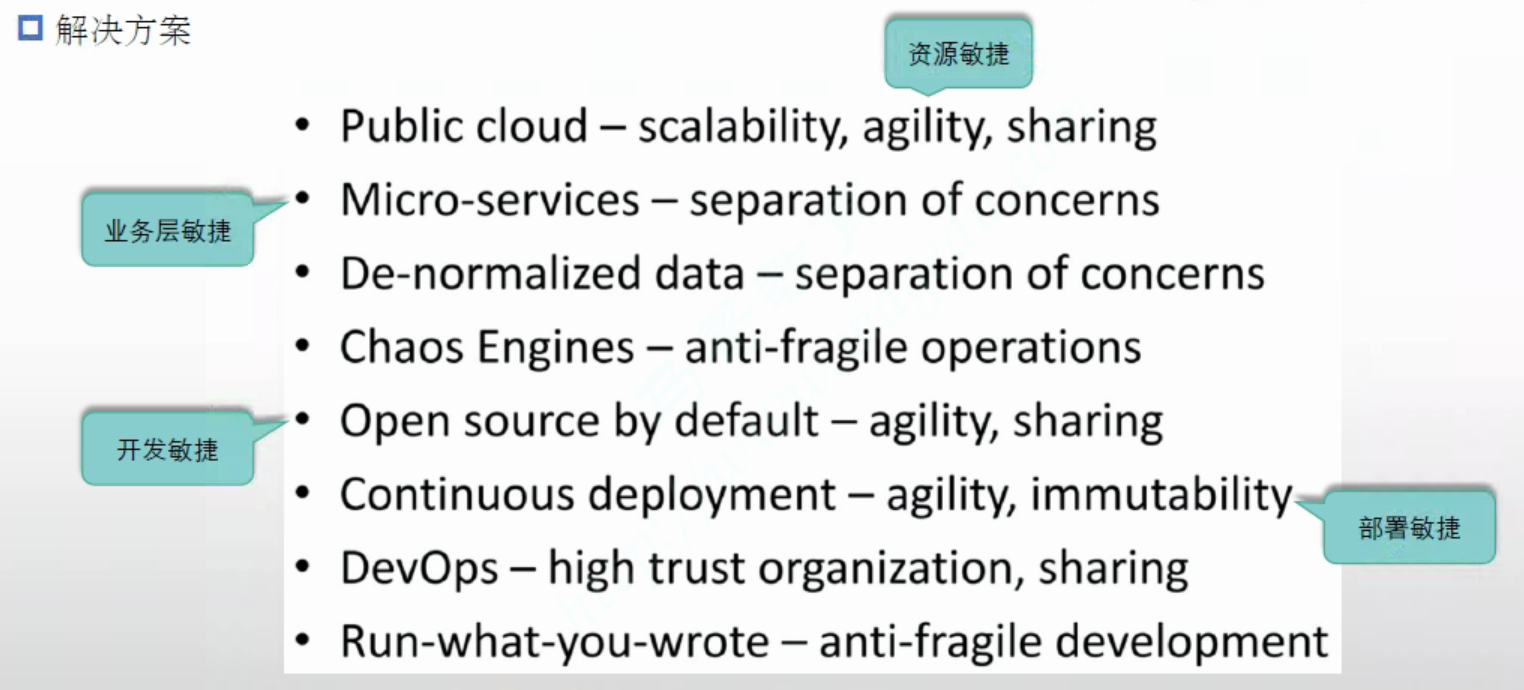 解决方案
资源敏捷
• Public cloud – scalability, agility, sharing
• Micro-services – separation of concerns
业务层敏捷
• De-normalized data – separation of concerns
• Chaos Engines – anti-fragile operations
• Open source by default – agility, sharing
开发敏捷
• Continuous deployment – agility, immutability
部署敏捷
• DevOps – high trust organization, sharing
• Run-what-you-wrote – anti-fragile development